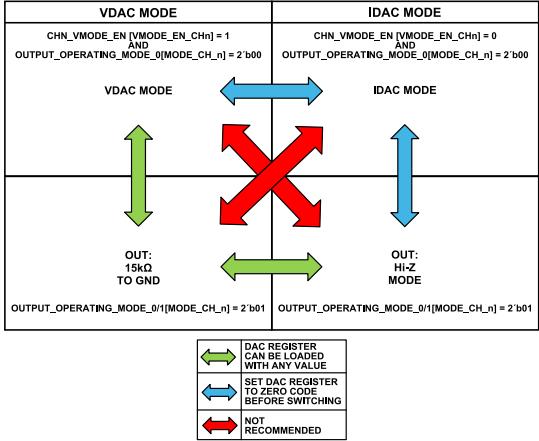 VDAC MODE
IDAC MODE
CHN_VMODE_EN [VMODE_EN_CHn] = 1
AND
OUTPUT_OPERATING_MODE_0[MODE_CH_n] = 2´b00
CHN_VMODE_EN [VMODE_EN_CHn] = 0
AND
OUTPUT_OPERATING_MODE_0[MODE_CH_n] = 2´b00
VDAC MODE
IDAC MODE
OUT:
15kΩ
TO GND
OUT:
Hi-Z
MODE
OUTPUT_OPERATING_MODE_0/1[MODE_CH_n] = 2´b01
OUTPUT_OPERATING_MODE_0/1[MODE_CH_n] = 2´b01
DAC REGISTER
CAN BE LOADED
WITH ANY VALUE
SET DAC REGISTER
TO ZERO CODE
BEFORE SWITCHING
NOT
RECOMMENDED